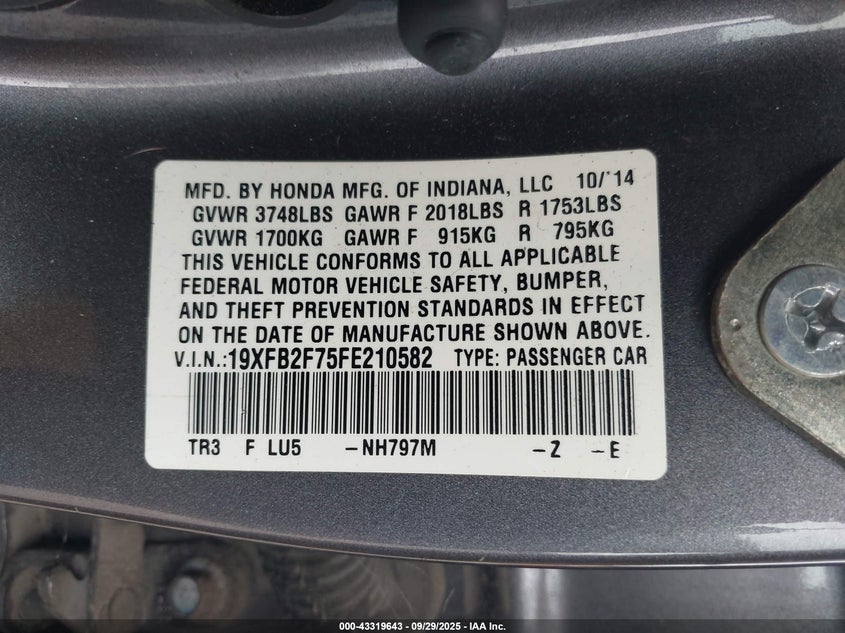 MFD. BY HONDA MFG. OF INDIANA, LLC 10/'14
GVWR 3748LBS GAWR F 2018LBS R 1753LBS
GVWR 1700KG GAWR F 915KG R 795KG
THIS VEHICLE CONFORMS TO ALL APPLICABLE
FEDERAL MOTOR VEHICLE SAFETY, BUMPER,
AND THEFT PREVENTION STANDARDS IN EFFECT
ON THE DATE OF MANUFACTURE SHOWN ABOVE.
V.I.N.:19XFB2F75FE210582 TYPE: PASSENGER CAR
TR3 F LU5 -NH797M -Z -E
000-43319643 - 09/29/2025 - IAA Inc.